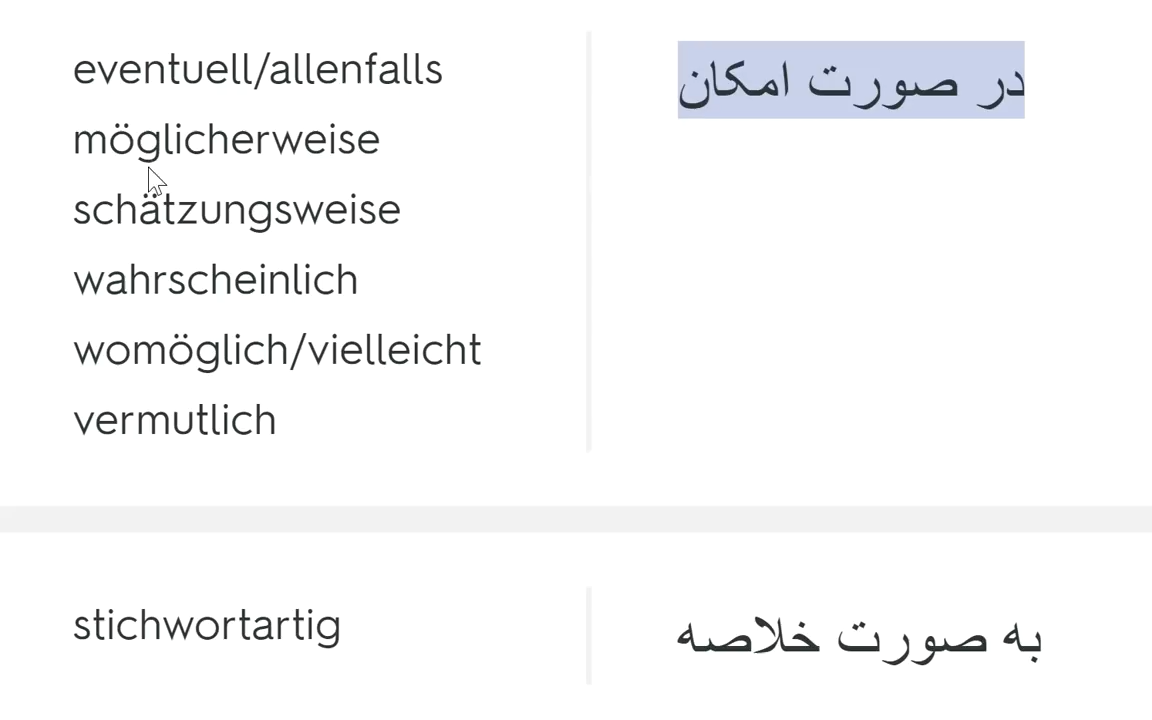 eventuell/allenfalls
در صورت امکان
möglicherweise
schätzungsweise
wahrscheinlich
womöglich/vielleicht
vermutlich
stichwortartig
به صورت خلاصه